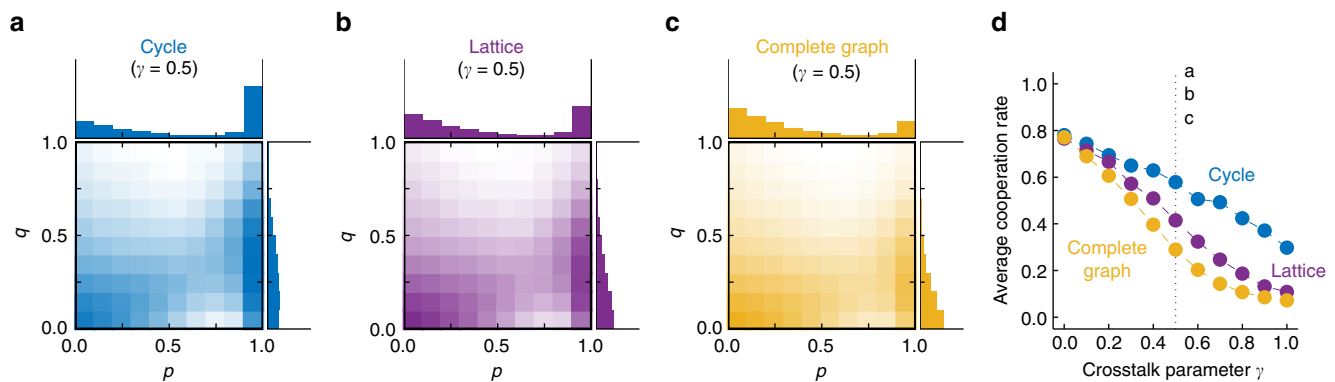 a
Cycle
(γ = 0.5)
1.0
q
0.5
0.0
0.0 0.5 1.0
p
b
Lattice
(γ = 0.5)
1.0
q
0.5
0.0
0.0 0.5 1.0
p
c
Complete graph
(γ = 0.5)
1.0
q
0.5
0.0
0.0 0.5 1.0
p
d
Average cooperation rate
1.0
0.8
0.6
0.4
0.2
0.0
a
b
c
Cycle
Complete
graph
Lattice
0.0 0.2 0.4 0.6 0.8 1.0
Crosstalk parameter γ